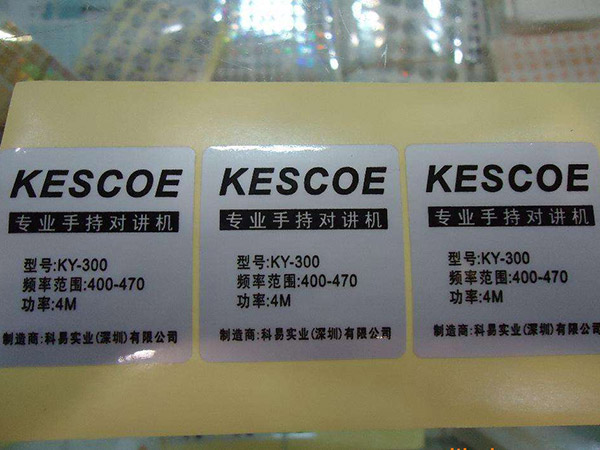 KESCOE
专业手持对讲机
型号:KY-300
频率范围:400-470
功率:4M
制造商:科易实业(深圳)有限公司
KESCOE
专业手持对讲机
型号:KY-300
频率范围:400-470
功率:4M
制造商:科易实业(深圳)有限公司
KESCOE
专业手持对讲机
型号:KY-300
频率范围:400-470
功率:4M
制造商:科易实业(深圳)有限公司